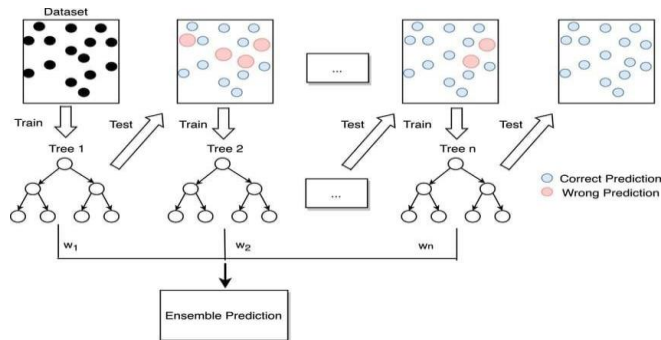 Dataset
...
Train
Test
Test
Train
Test
Tree 1
Tree 2
Tree n
...
Correct Prediction
Wrong Prediction
w1
w2
wn
Ensemble Prediction